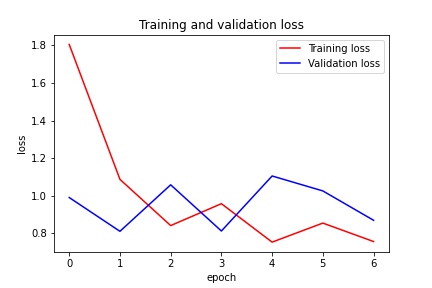 Training and validation loss
Training loss
Validation loss
1.8
1.6
1.4
1.2
1.0
0.8
loss
0 1 2 3 4 5 6
epoch